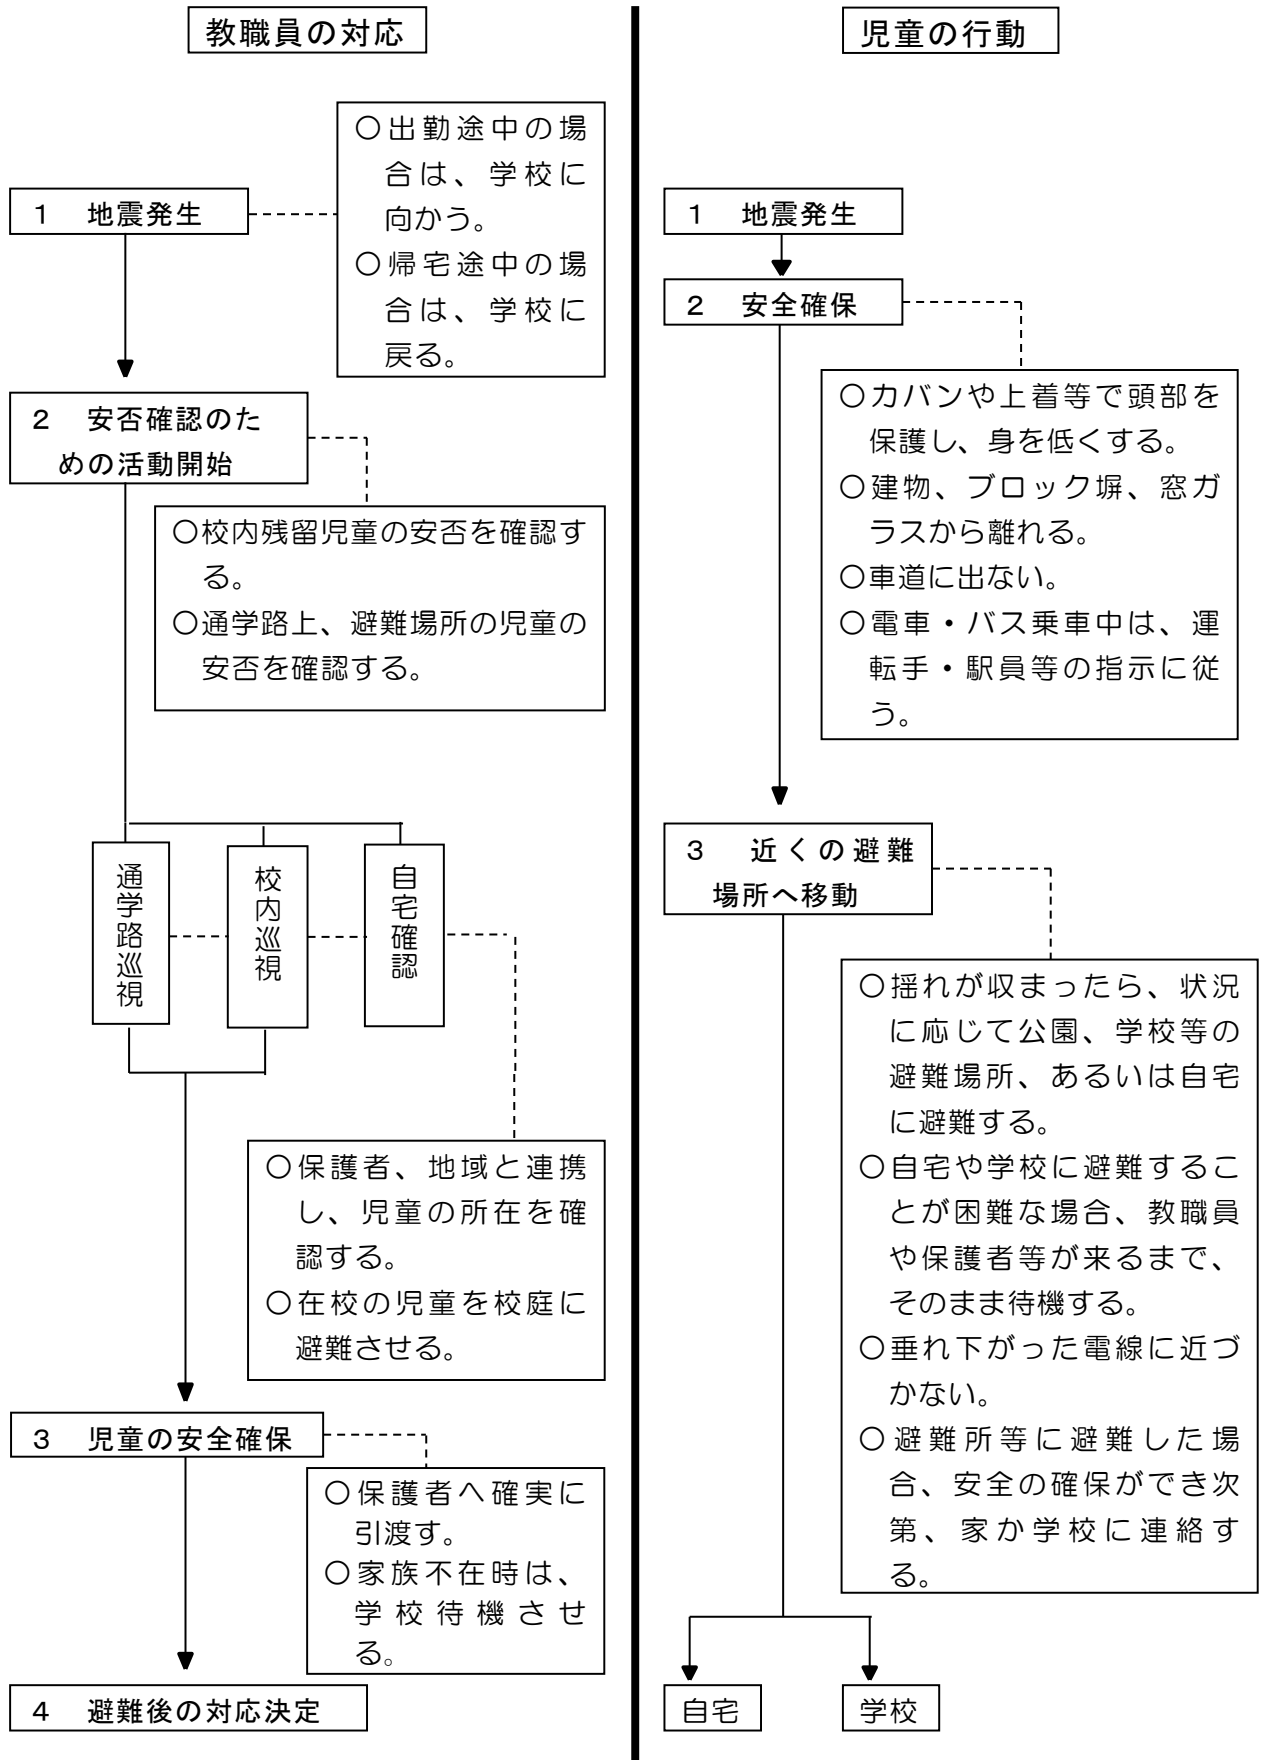 教職員の対応
１　地震発生
〇出勤途中の場
合は、学校に
向かう。
〇帰宅途中の場
合は、学校に
戻る。
２　安否確認のた
めの活動開始
〇校内残留児童の安否を確認す
る。
〇通学路上、避難場所の児童の
安否を確認する。
通学路巡視
校内巡視
自宅確認
〇保護者、地域と連携
し、児童の所在を確
認する。
〇在校の児童を校庭に
避難させる。
３　児童の安全確保
〇保護者へ確実に
引渡す。
〇家族不在時は、
学校待機させ
る。
４　避難後の対応決定
児童の行動
１　地震発生
２　安全確保
〇カバンや上着等で頭部を
保護し、身を低くする。
〇建物、ブロック塀、窓ガ
ラスから離れる。
〇車道に出ない。
〇電車・バス乗車中は、運
転手・駅員等の指示に従
う。
３　近くの避難
場所へ移動
〇揺れが収まったら、状況
に応じて公園、学校等の
避難場所、あるいは自宅
に避難する。
〇自宅や学校に避難するこ
とが困難な場合、教職員
や保護者等が来るまで、
そのまま待機する。
〇垂れ下がった電線に近づ
かない。
〇避難所等に避難した場
合、安全の確保ができ次
第、家か学校に連絡す
る。
自宅
学校